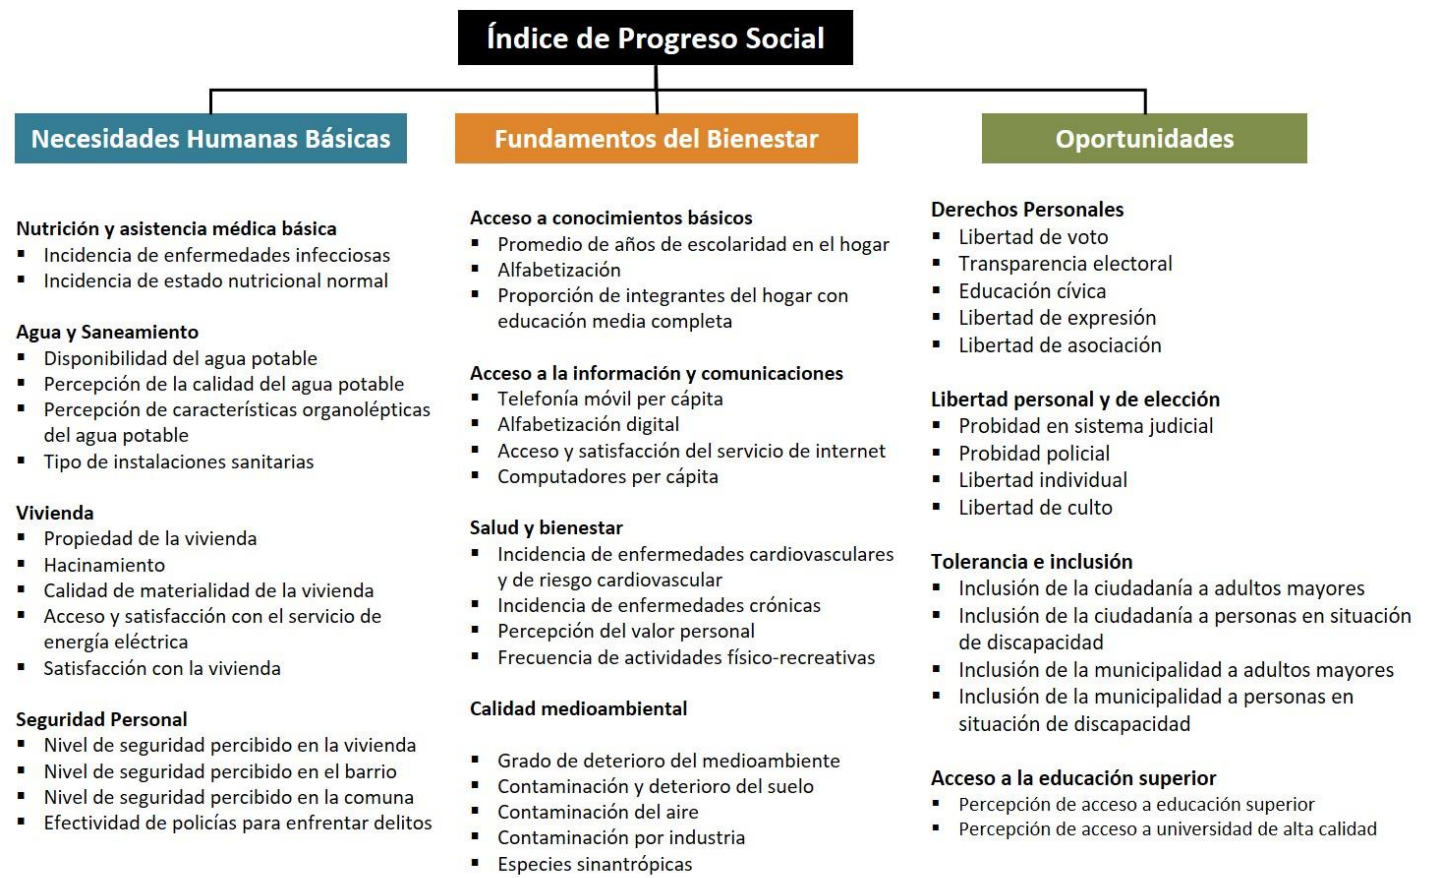 Índice de Progreso Social
Necesidades Humanas Básicas
Nutrición y asistencia médica básica
▪ Incidencia de enfermedades infecciosas
▪ Incidencia de estado nutricional normal
Agua y Saneamiento
▪ Disponibilidad del agua potable
▪ Percepción de la calidad del agua potable
▪ Percepción de características organolépticas
del agua potable
▪ Tipo de instalaciones sanitarias
Vivienda
▪ Propiedad de la vivienda
▪ Hacinamiento
▪ Calidad de materialidad de la vivienda
▪ Acceso y satisfacción con el servicio de
energía eléctrica
▪ Satisfacción con la vivienda
Seguridad Personal
▪ Nivel de seguridad percibido en la vivienda
▪ Nivel de seguridad percibido en el barrio
▪ Nivel de seguridad percibido en la comuna
▪ Efectividad de policías para enfrentar delitos
Fundamentos del Bienestar
Acceso a conocimientos básicos
▪ Promedio de años de escolaridad en el hogar
▪ Alfabetización
▪ Proporción de integrantes del hogar con
educación media completa
Acceso a la información y comunicaciones
▪ Telefonía móvil per cápita
▪ Alfabetización digital
▪ Acceso y satisfacción del servicio de internet
▪ Computadores per cápita
Salud y bienestar
▪ Incidencia de enfermedades cardiovasculares
y de riesgo cardiovascular
▪ Incidencia de enfermedades crónicas
▪ Percepción del valor personal
▪ Frecuencia de actividades físico-recreativas
Calidad medioambiental
▪ Grado de deterioro del medioambiente
▪ Contaminación y deterioro del suelo
▪ Contaminación del aire
▪ Contaminación por industria
▪ Especies sinantrópicas
Oportunidades
Derechos Personales
▪ Libertad de voto
▪ Transparencia electoral
▪ Educación cívica
▪ Libertad de expresión
▪ Libertad de asociación
Libertad personal y de elección
▪ Probidad en sistema judicial
▪ Probidad policial
▪ Libertad individual
▪ Libertad de culto
Tolerancia e inclusión
▪ Inclusión de la ciudadanía a adultos mayores
▪ Inclusión de la ciudadanía a personas en situación
de discapacidad
▪ Inclusión de la municipalidad a adultos mayores
▪ Inclusión de la municipalidad a personas en
situación de discapacidad
Acceso a la educación superior
▪ Percepción de acceso a educación superior
▪ Percepción de acceso a universidad de alta calidad